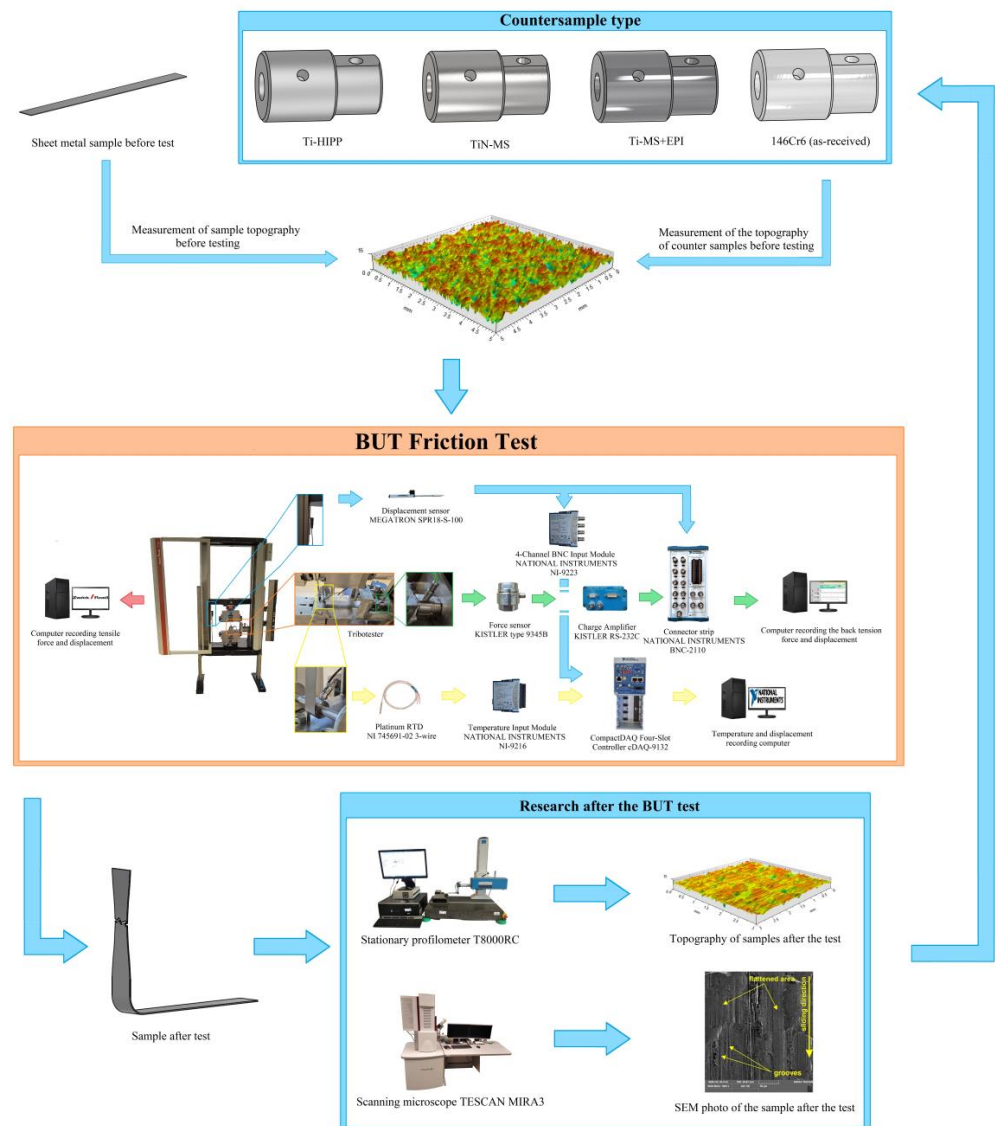 Countersample type
Sheet metal sample before test
Ti-HIPP
TiN-MS
Ti-MS+EPI
146Cr6 (as-received)
Measurement of sample topography
before testing
Measurement of the topography
of counter samples before testing
mm
mm
BUT Friction Test
Displacement sensor
MEGATRON SPR18-S-100
4-Channel BNC Input Module
NATIONAL INSTRUMENTS
NI-9223
Computer recording tensile
force and displacement
Tribotester
Force sensor
KISTLER type 9345B
Charge Amplifier
KISTLER RS-232C
Connector strip
NATIONAL INSTRUMENTS
BNC-2110
Computer recording the back tension
force and displacement
Platinum RTD
NI 745691-02 3-wire
Temperature Input Module
NATIONAL INSTRUMENTS
NI-9216
CompactDAQ Four-Slot
Controller cDAQ-9132
NATIONAL
INSTRUMENTS
Temperature and displacement
recording computer
Research after the BUT test
Stationary profilometer T8000RC
Topography of samples after the test
Sample after test
flattened area
sliding direction
grooves
Scanning microscope TESCAN MIRA3
SEM photo of the sample after the test